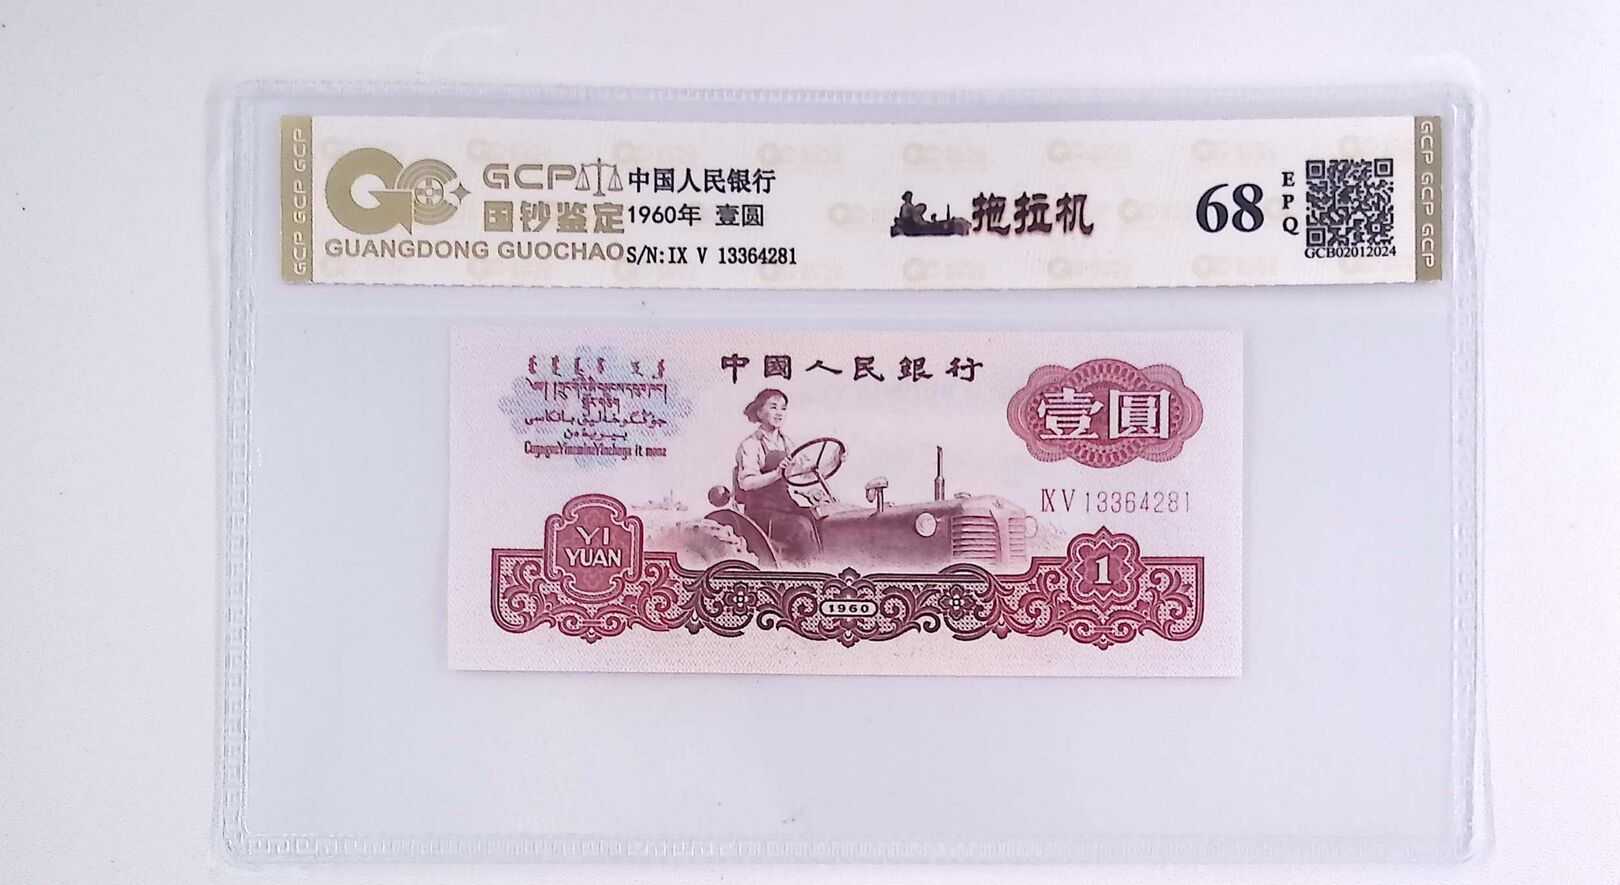 GCP 中国人民银行
国钞鉴定 1960年 壹圆
GUANGDONG GUOCHAO S/N:IX V 13364281
拖拉机
68
EPQ
GCB02012024
GCP GCP GCP
GCP GCP GCP
中國人民銀行
壹圓
ⅨⅤ13364281
YI
YUAN
1
1960